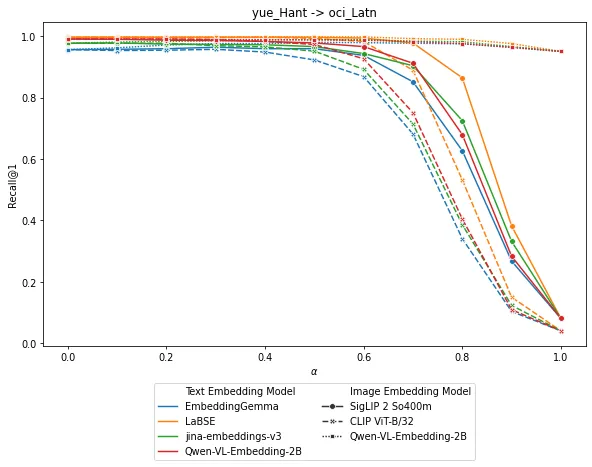 yue_Hant -> oci_Latn
1.0
0.8
0.6
0.4
0.2
0.0
Recall@1
0.0 0.2 0.4 0.6 0.8 1.0
α
Text Embedding Model Image Embedding Model
EmbeddingGemma SigLIP 2 So400m
LaBSE CLIP ViT-B/32
jina-embeddings-v3 Qwen-VL-Embedding-2B
Qwen-VL-Embedding-2B